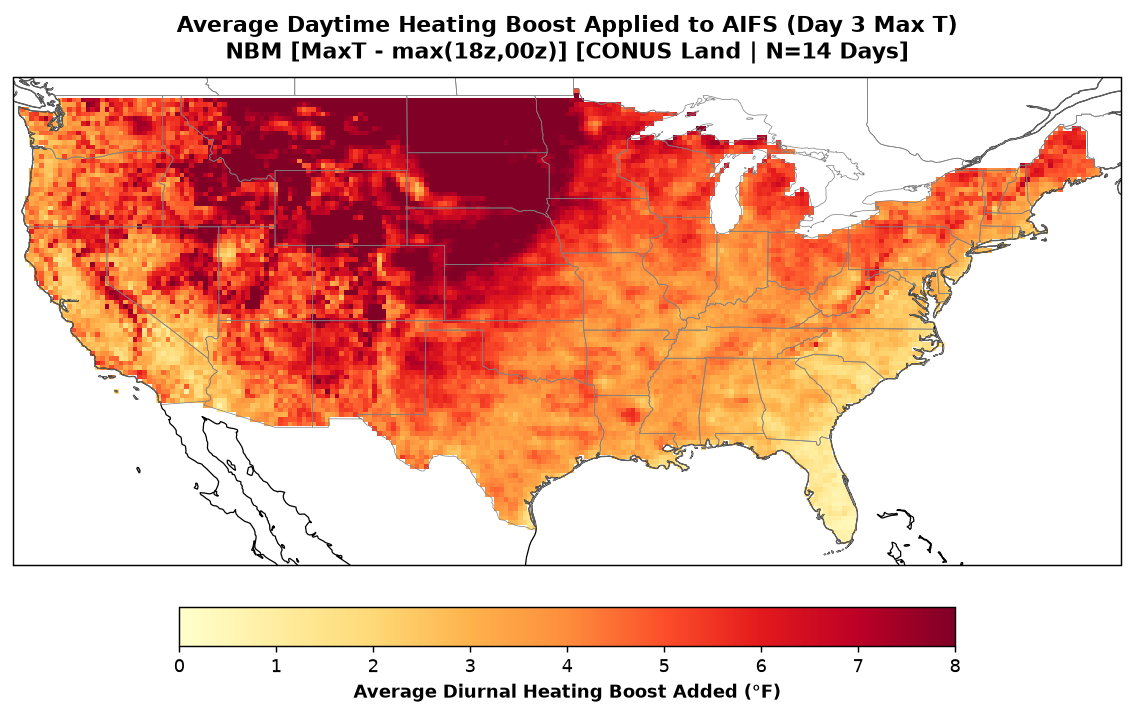 Average Daytime Heating Boost Applied to AIFS (Day 3 Max T)
NBM [MaxT - max(18z,00z)] [CONUS Land | N=14 Days]
0 1 2 3 4 5 6 7 8
Average Diurnal Heating Boost Added (°F)